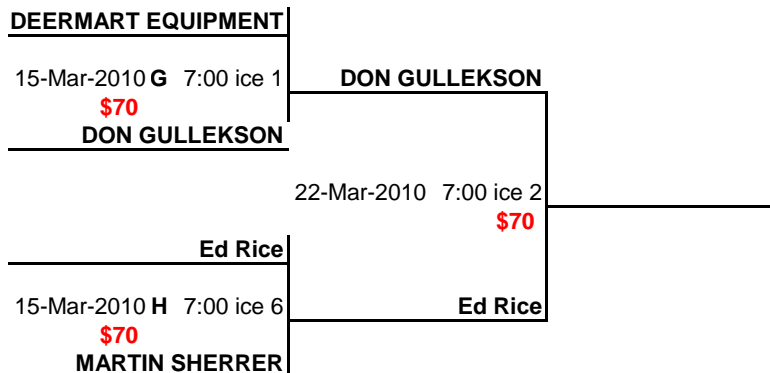 DEERMART EQUIPMENT
15-Mar-2010 G 7:00 ice 1 DON GULLEKSON
$70
DON GULLEKSON
22-Mar-2010 7:00 ice 2
$70
Ed Rice
15-Mar-2010 H 7:00 ice 6 Ed Rice
$70
MARTIN SHERRER